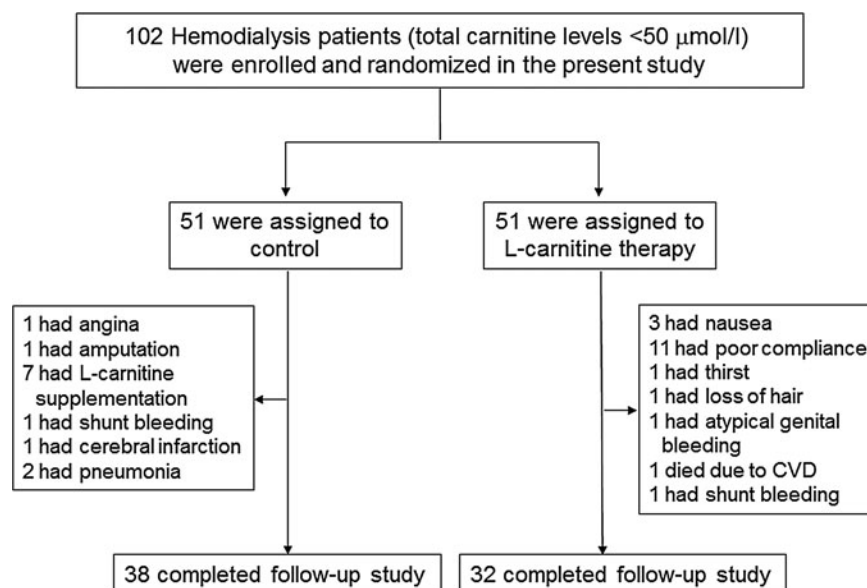 102 Hemodialysis patients (total carnitine levels <50 μmol/l)
were enrolled and randomized in the present study
51 were assigned to
control
51 were assigned to
L-carnitine therapy
1 had angina
1 had amputation
7 had L-carnitine
supplementation
1 had shunt bleeding
1 had cerebral infarction
2 had pneumonia
3 had nausea
11 had poor compliance
1 had thirst
1 had loss of hair
1 had atypical genital
bleeding
1 died due to CVD
1 had shunt bleeding
38 completed follow-up study
32 completed follow-up study